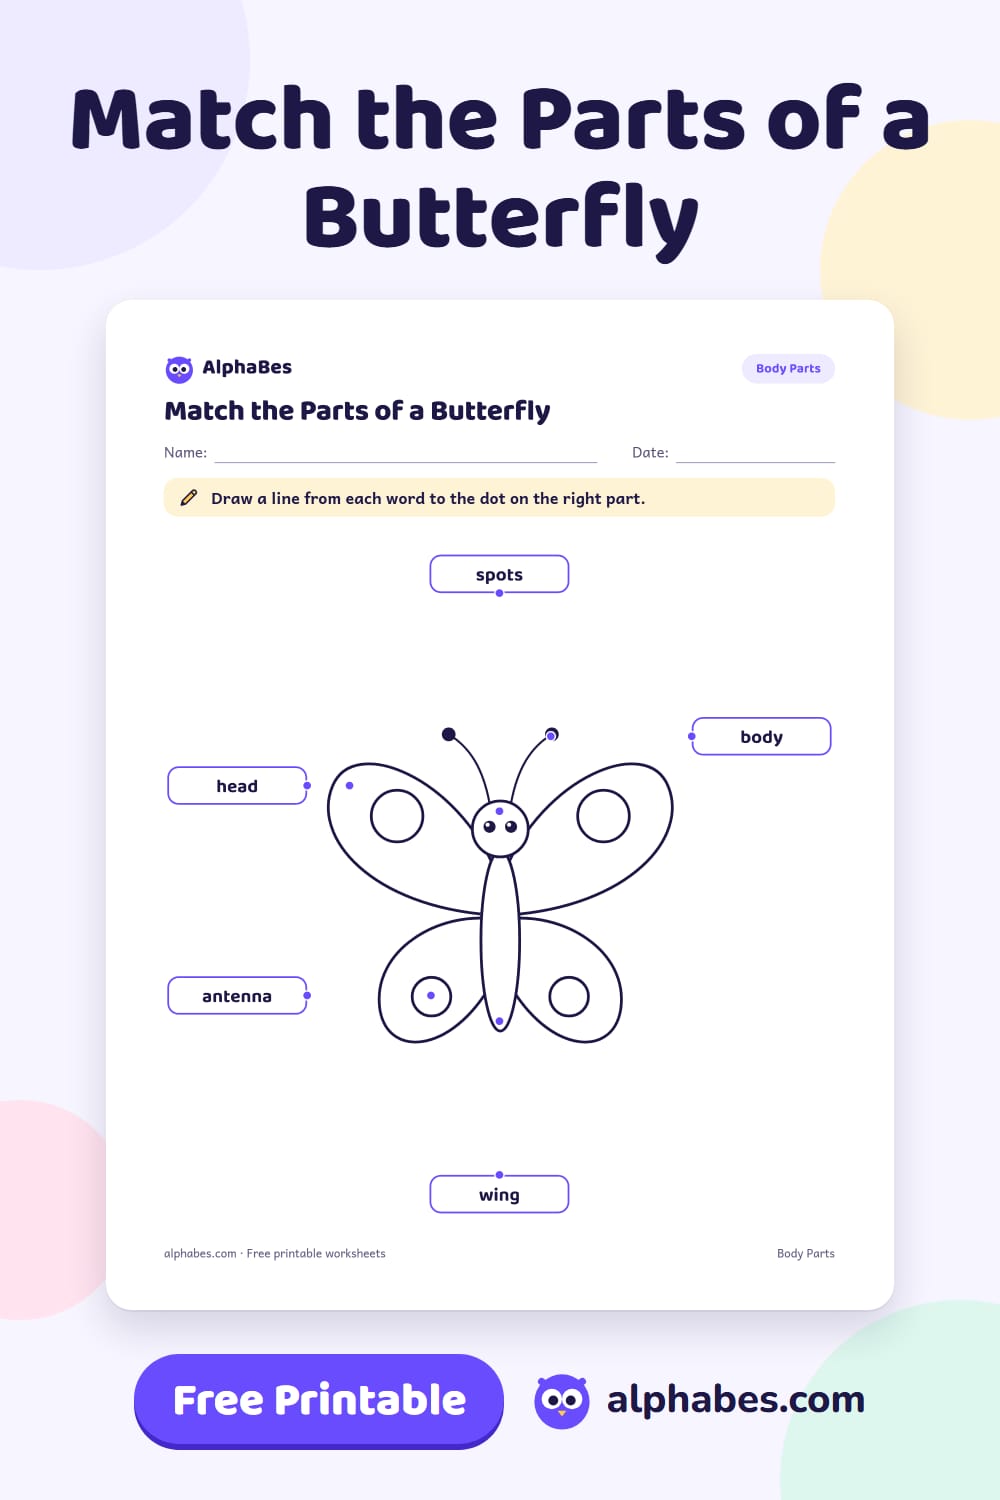 Match the Parts of a
Butterfly
AlphaBes
Body Parts
Match the Parts of a Butterfly
Name:
Date:
Draw a line from each word to the dot on the right part.
spots
body
head
antenna
wing
alphabes.com · Free printable worksheets
Body Parts
Free Printable
alphabes.com